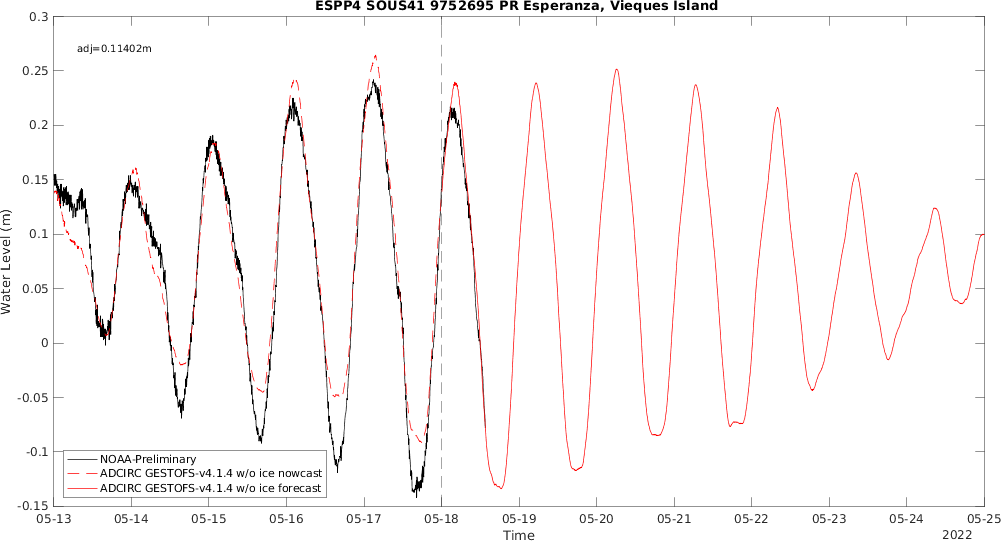 ESPP4 SOUS41 9752695 PR Esperanza, Vieques Island
0.3
adj=0.11402m
0.25
0.2
0.15
0.1
0.05
0
-0.05
-0.1
-0.15
Water Level (m)
NOAA-Preliminary
ADCIRC GESTOFS-v4.1.4 w/o ice nowcast
ADCIRC GESTOFS-v4.1.4 w/o ice forecast
05-13 05-14 05-15 05-16 05-17 05-18 05-19 05-20 05-21 05-22 05-23 05-24 05-25
Time
2022